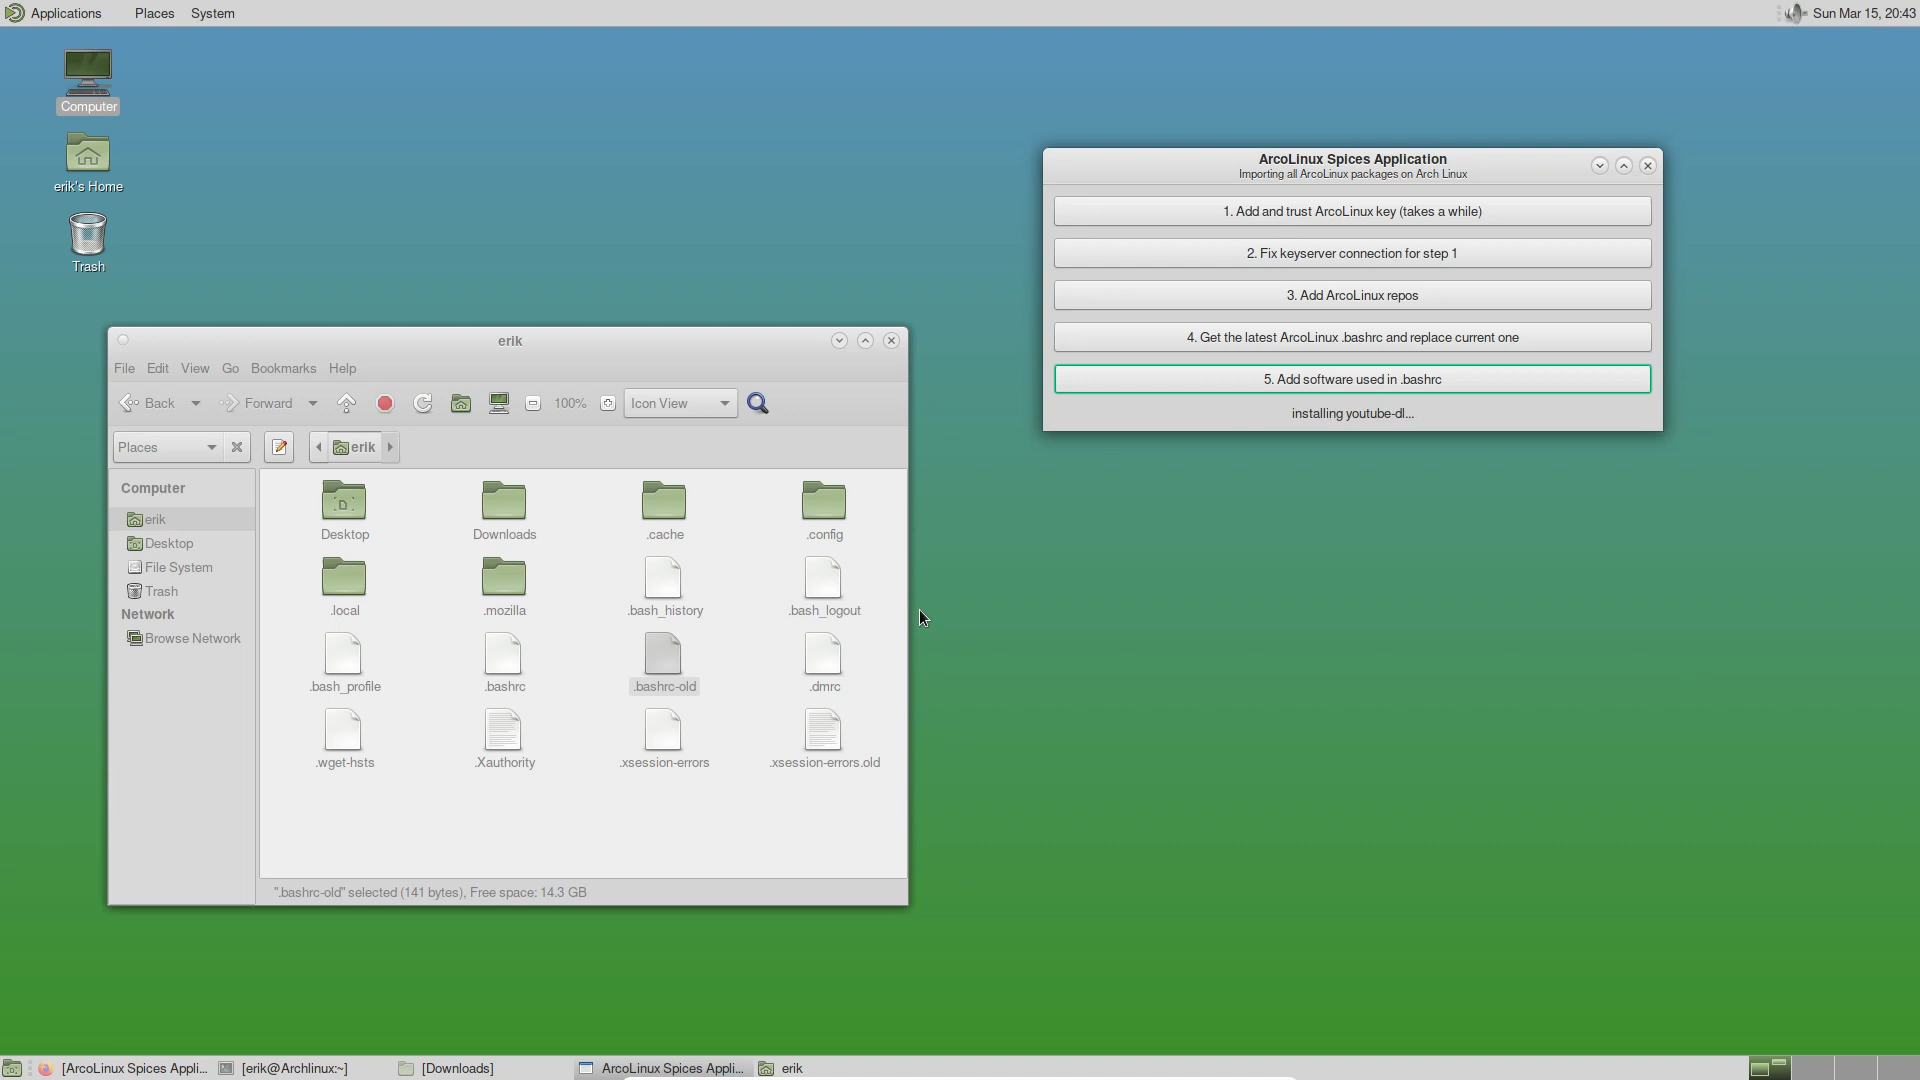 Applications Places System
Sun Mar 15, 20:43
Computer
erik's Home
Trash
ArcoLinux Spices Application
Importing all ArcoLinux packages on Arch Linux
1. Add and trust ArcoLinux key (takes a while)
2. Fix keyserver connection for step 1
3. Add ArcoLinux repos
4. Get the latest ArcoLinux .bashrc and replace current one
5. Add software used in .bashrc
installing youtube-dl...
erik
File Edit View Go Bookmarks Help
Back Forward 100% Icon View
Places erik
Computer
erik
Desktop
File System
Trash
Network
Browse Network
Desktop Downloads .cache .config
.local .mozilla .bash_history .bash_logout
.bash_profile .bashrc .bashrc-old .dmrc
.wget-hsts .Xauthority .xsession-errors .xsession-errors.old
".bashrc-old" selected (141 bytes), Free space: 14.3 GB
[ArcoLinux Spices Appli... [erik@Archlinux:~] [Downloads] ArcoLinux Spices Appli... erik